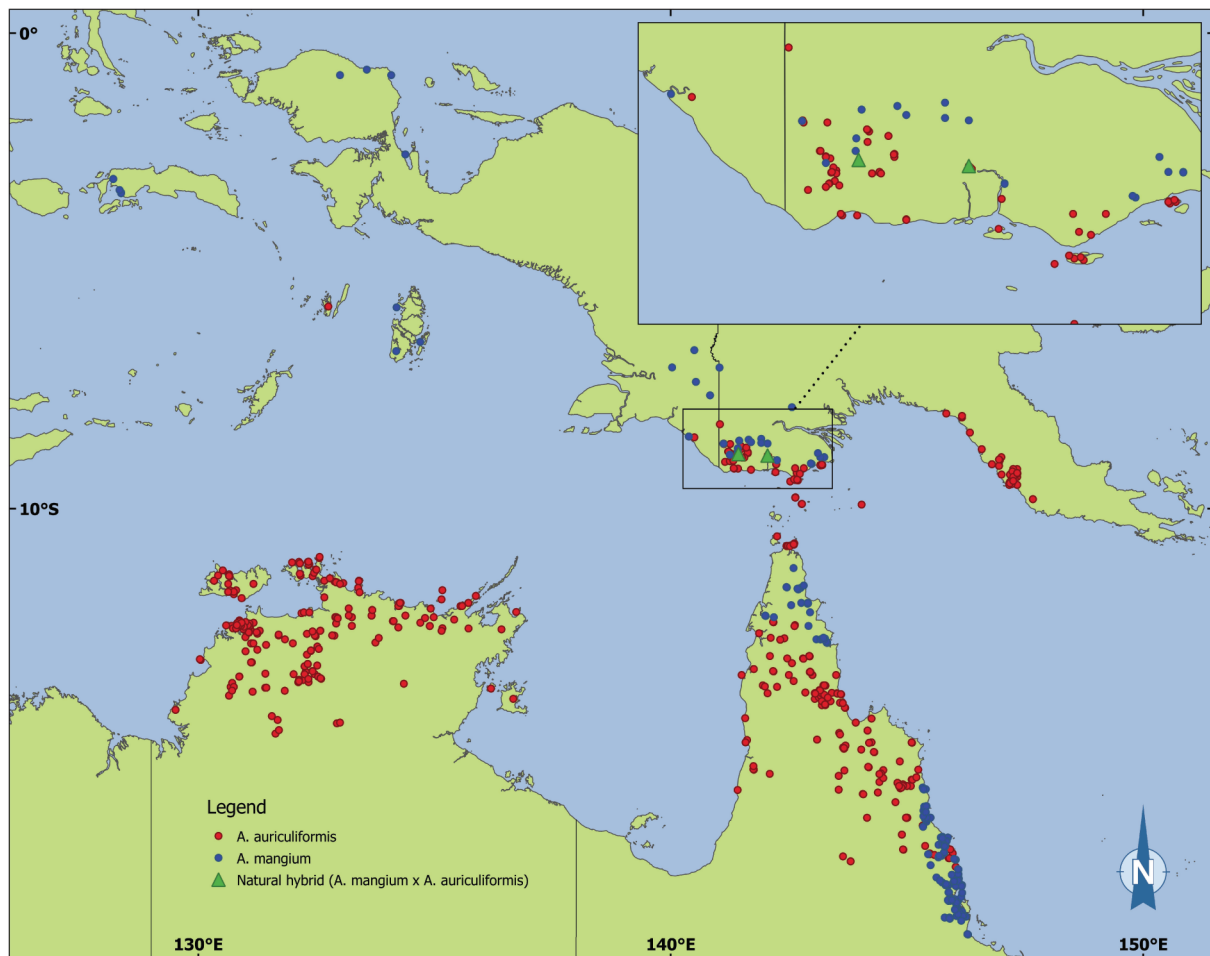 0°
10°S
Legend
A. auriculiformis
A. mangium
Natural hybrid (A. mangium x A. auriculiformis)
N
130°E
140°E
150°E